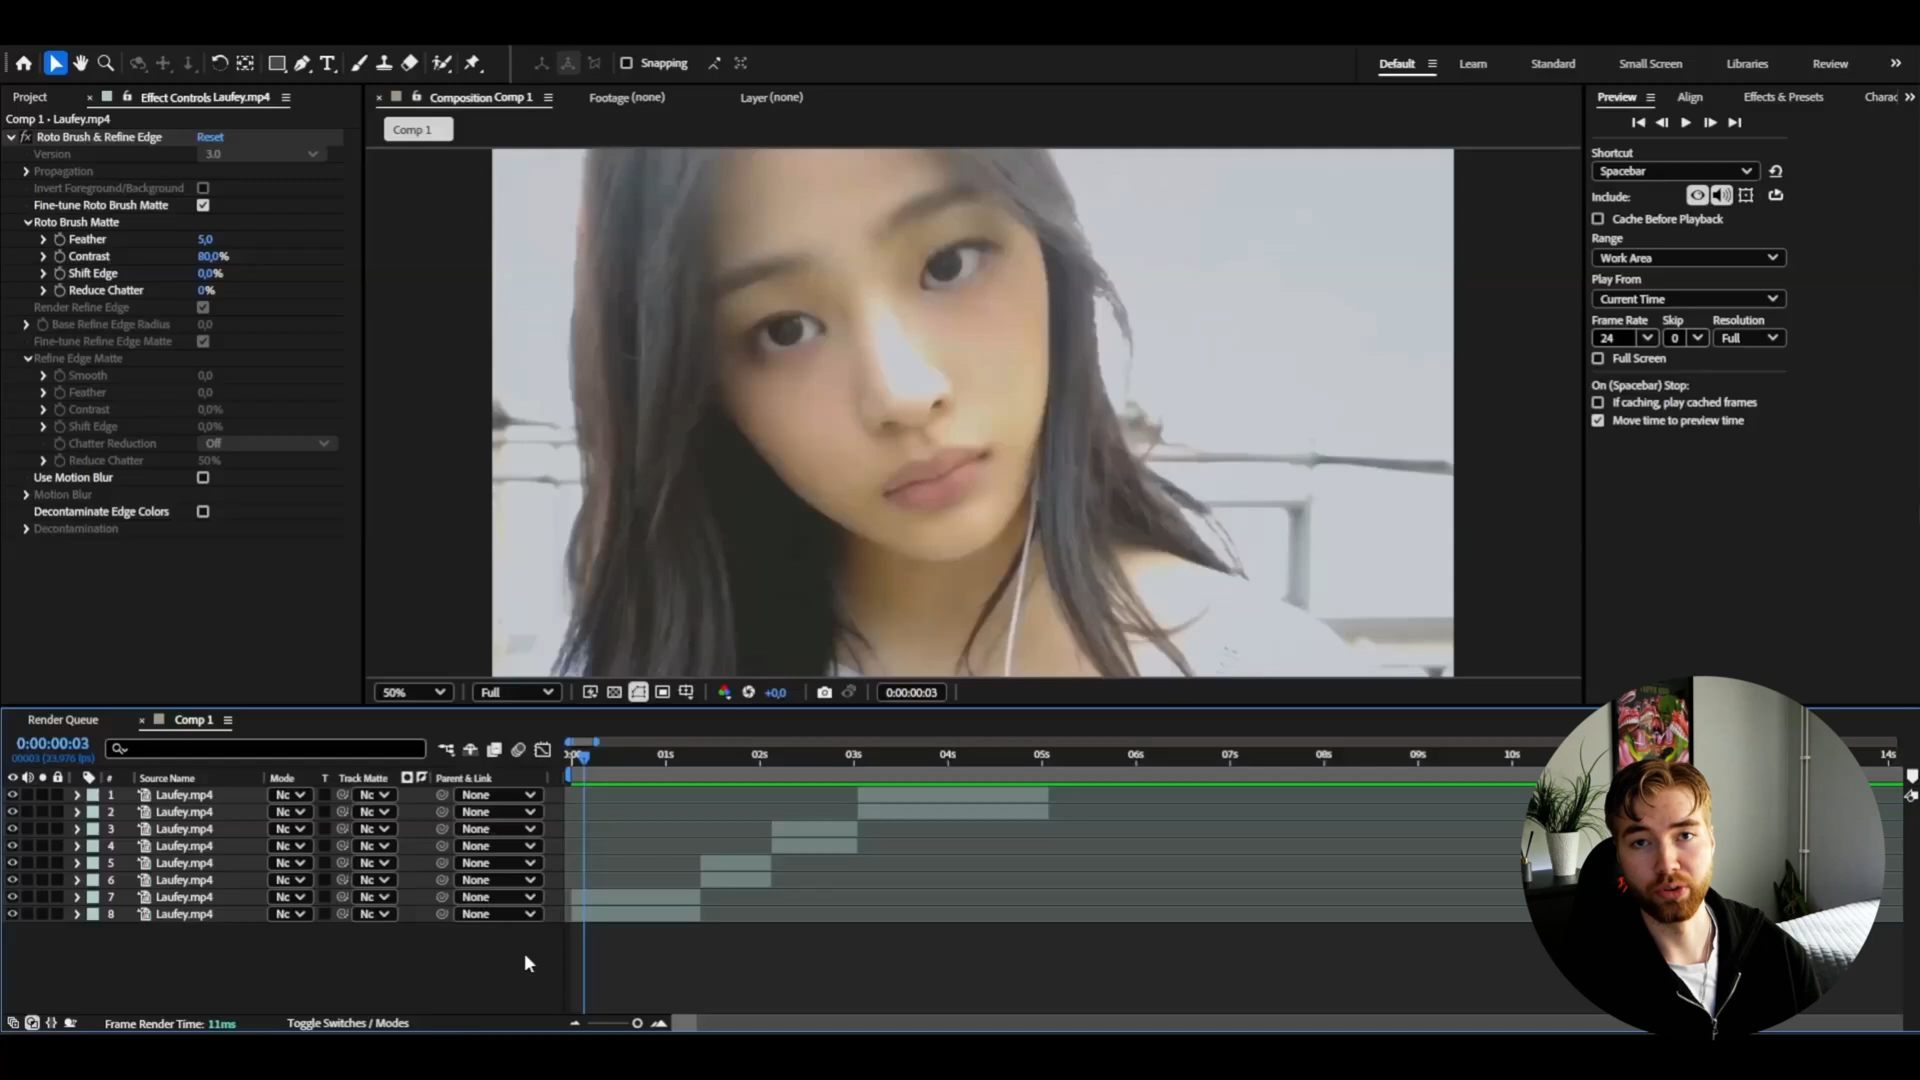 Snapping
Default
Learn
Standard
Small Screen
Libraries
Review
Project
Effect Controls Laufey.mp4
Comp 1 • Laufey.mp4
Roto Brush & Refine Edge Reset
Version 3.0
Propagation
Invert Foreground/Background
Fine-tune Roto Brush Matte
Roto Brush Matte
Feather 5,0
Contrast 80,0%
Shift Edge 0,0%
Reduce Chatter 0%
Render Refine Edge
Base Refine Edge Radius 0,0
Fine-tune Refine Edge Matte
Refine Edge Matte
Smooth 0,0
Feather 0,0
Contrast 0,0%
Shift Edge 0,0%
Chatter Reduction Off
Reduce Chatter 50%
Use Motion Blur
Motion Blur
Decontaminate Edge Colors
Decontamination
Composition Comp 1
Footage (none)
Layer (none)
Comp 1
50% Full +0,0 0:00:00:03
Preview
Align
Effects & Presets
Charac
Shortcut
Spacebar
Include:
Cache Before Playback
Range
Work Area
Play From
Current Time
Frame Rate Skip Resolution
24 0 Full
Full Screen
On (Spacebar) Stop:
If caching, play cached frames
Move time to preview time
Render Queue
Comp 1
0:00:00:03
00003 (23.976 fps)
01s 02s 03s 04s 05s 06s 07s 08s 09s 10s 14s
# Source Name Mode T Track Matte Parent & Link
1 Laufey.mp4 Nc Nc None
2 Laufey.mp4 Nc Nc None
3 Laufey.mp4 Nc Nc None
4 Laufey.mp4 Nc Nc None
5 Laufey.mp4 Nc Nc None
6 Laufey.mp4 Nc Nc None
7 Laufey.mp4 Nc Nc None
8 Laufey.mp4 Nc Nc None
Frame Render Time: 11ms
Toggle Switches / Modes